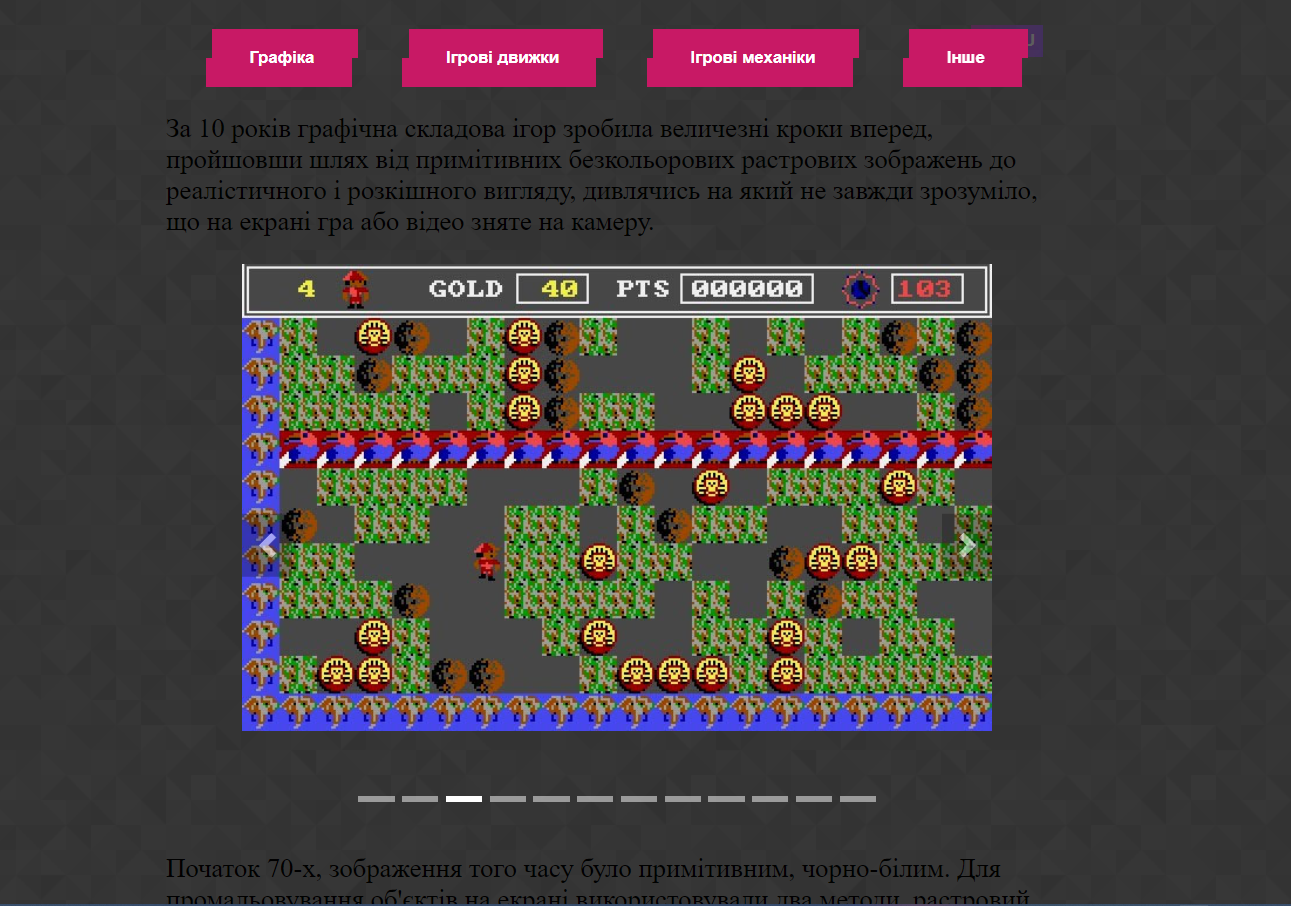 Графіка
Ігрові движки
Ігрові механіки
Інше
За 10 років графічна складова ігор зробила величезні кроки вперед,
пройшовши шлях від примітивних безкольорових растрових зображень до
реалістичного і розкішного вигляду, дивлячись на який не завжди зрозуміло,
що на екрані гра або відео зняте на камеру.
4 GOLD 40 PTS 000000 103
Початок 70-х, зображення того часу було примітивним, чорно-білим. Для
промальовування об'єктів на екрані використовували два методи, растровий